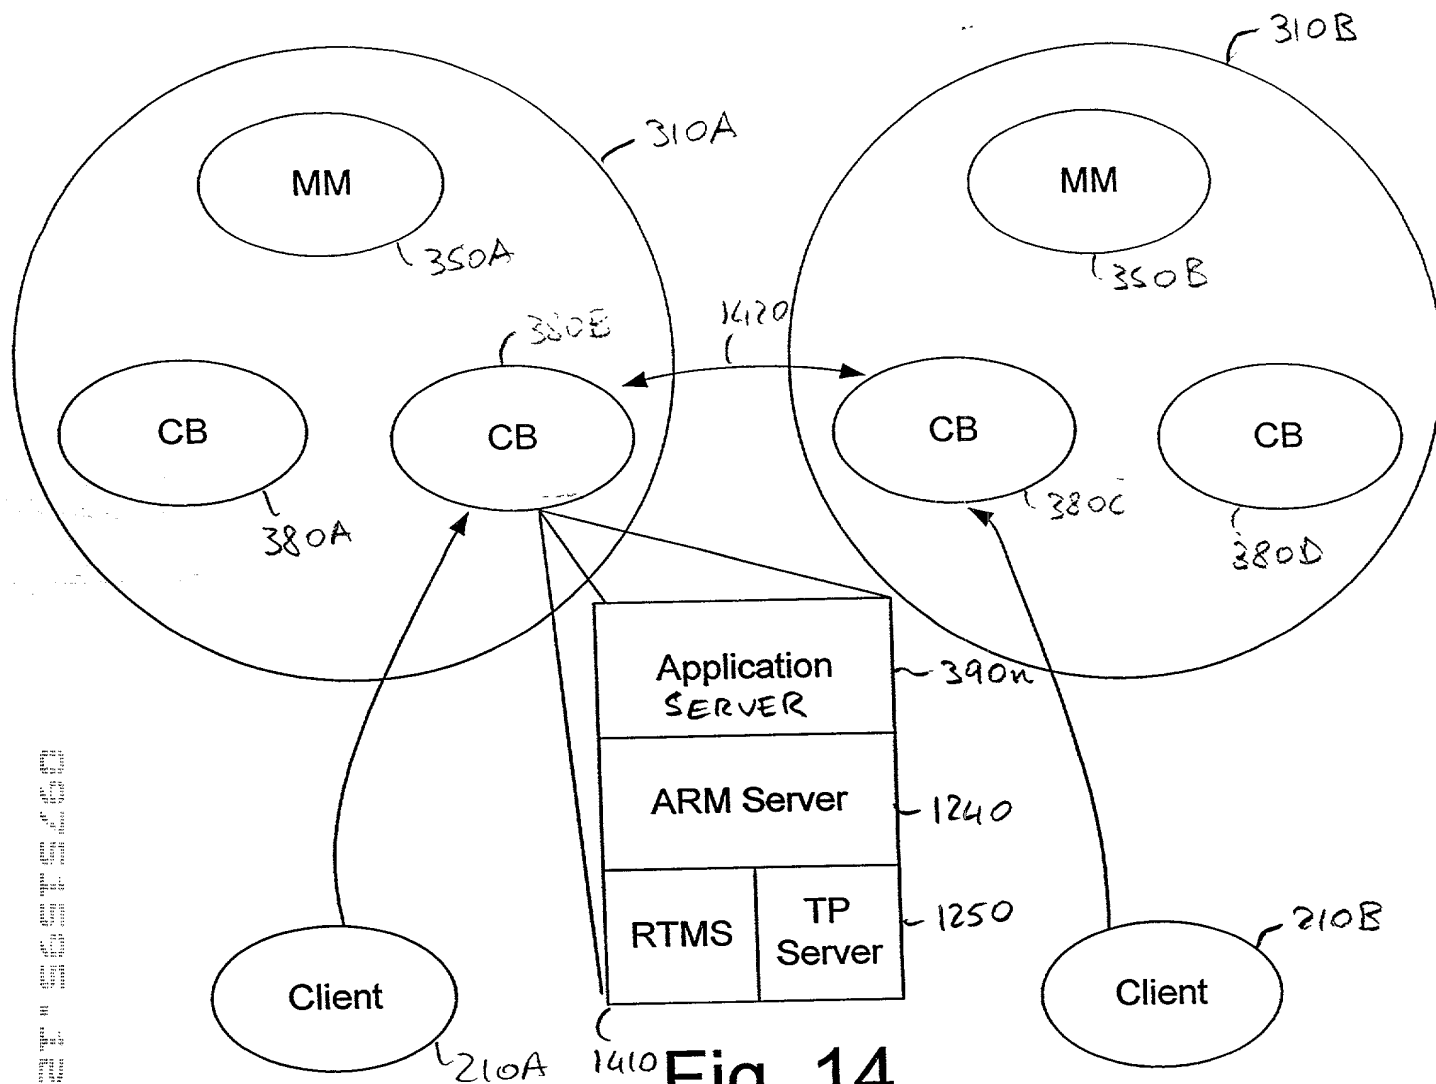 310B
310A
MM
MM
350A
350B
1420
380B
CB
CB
CB
CB
380A
380C
380D
Application
SERVER
390n
ARM Server
1240
RTMS
TP
Server
1250
210B
Client
Client
210A
1410
Fig. 14